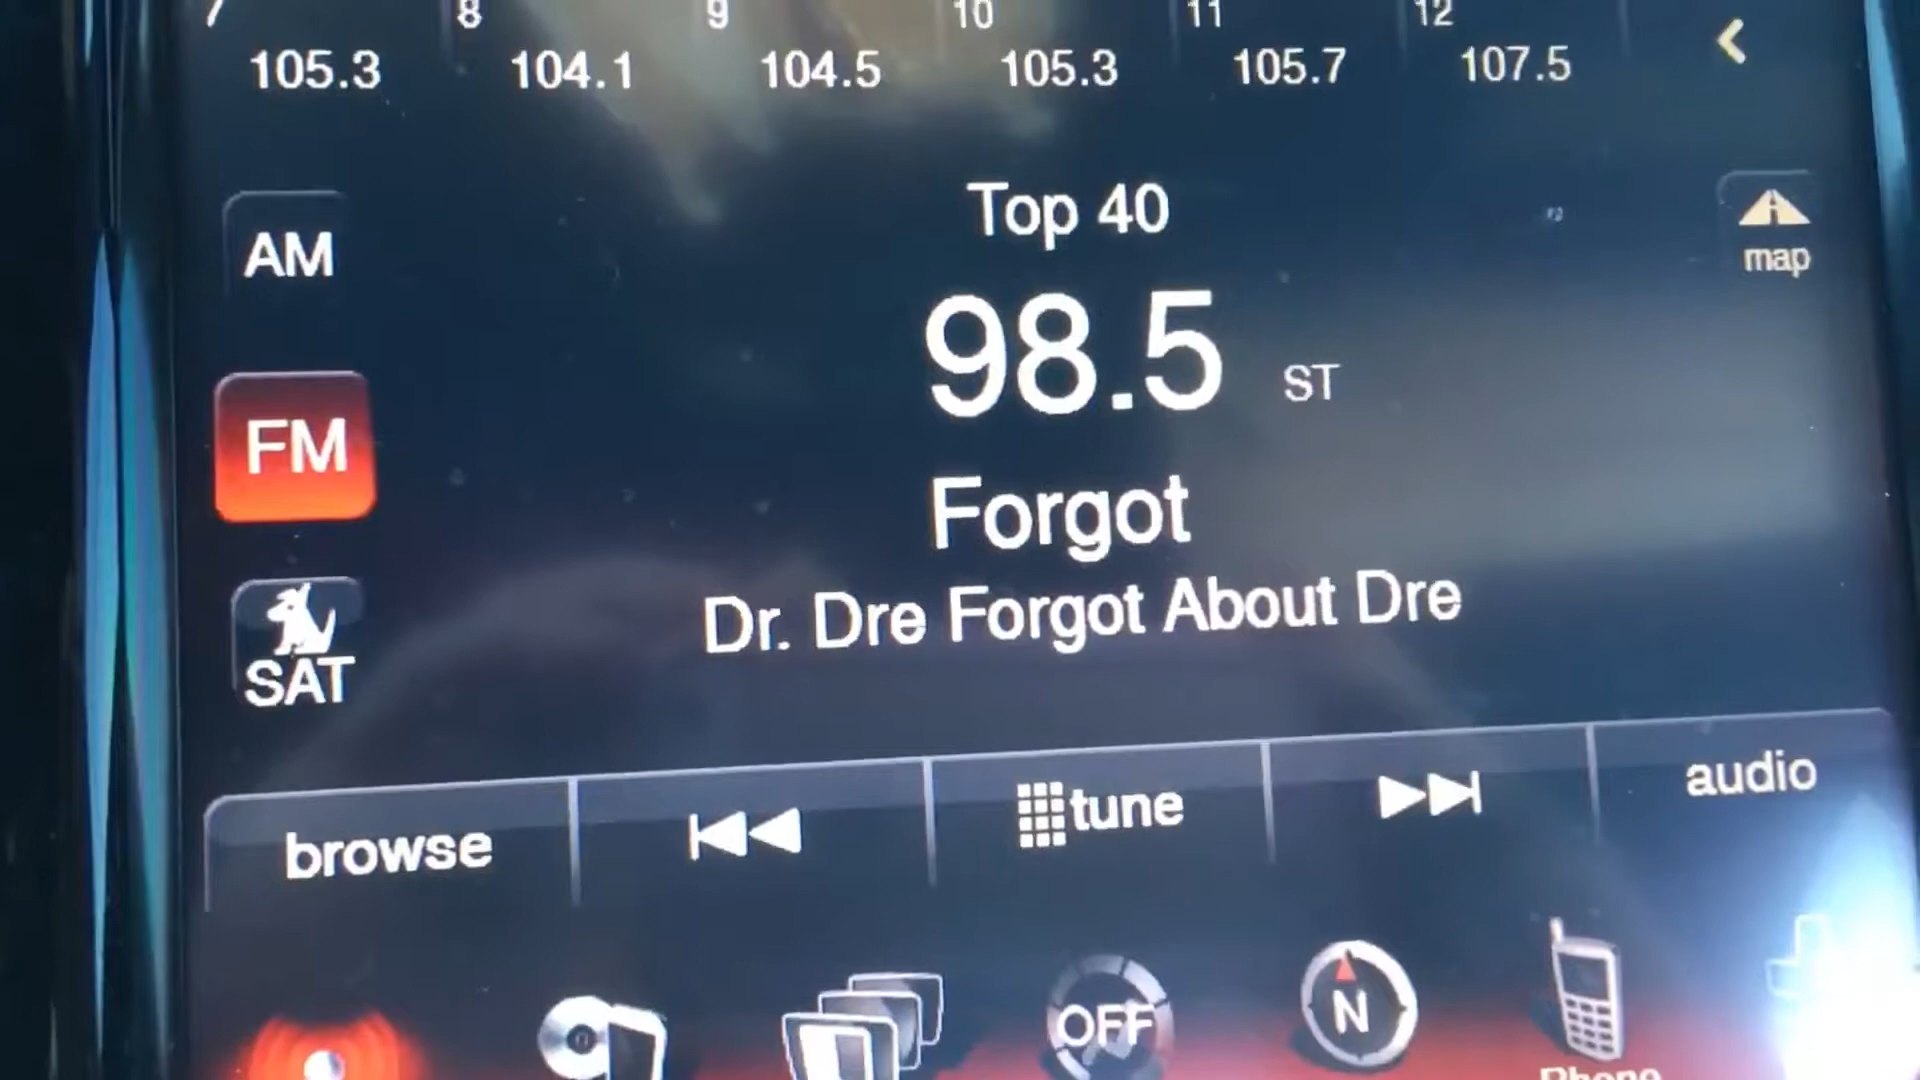 7 8 9 10 11 12
105.3 104.1 104.5 105.3 105.7 107.5
Top 40
AM
map
98.5 ST
FM
Forgot
Dr. Dre Forgot About Dre
SAT
browse tune audio
OFF N
Phone